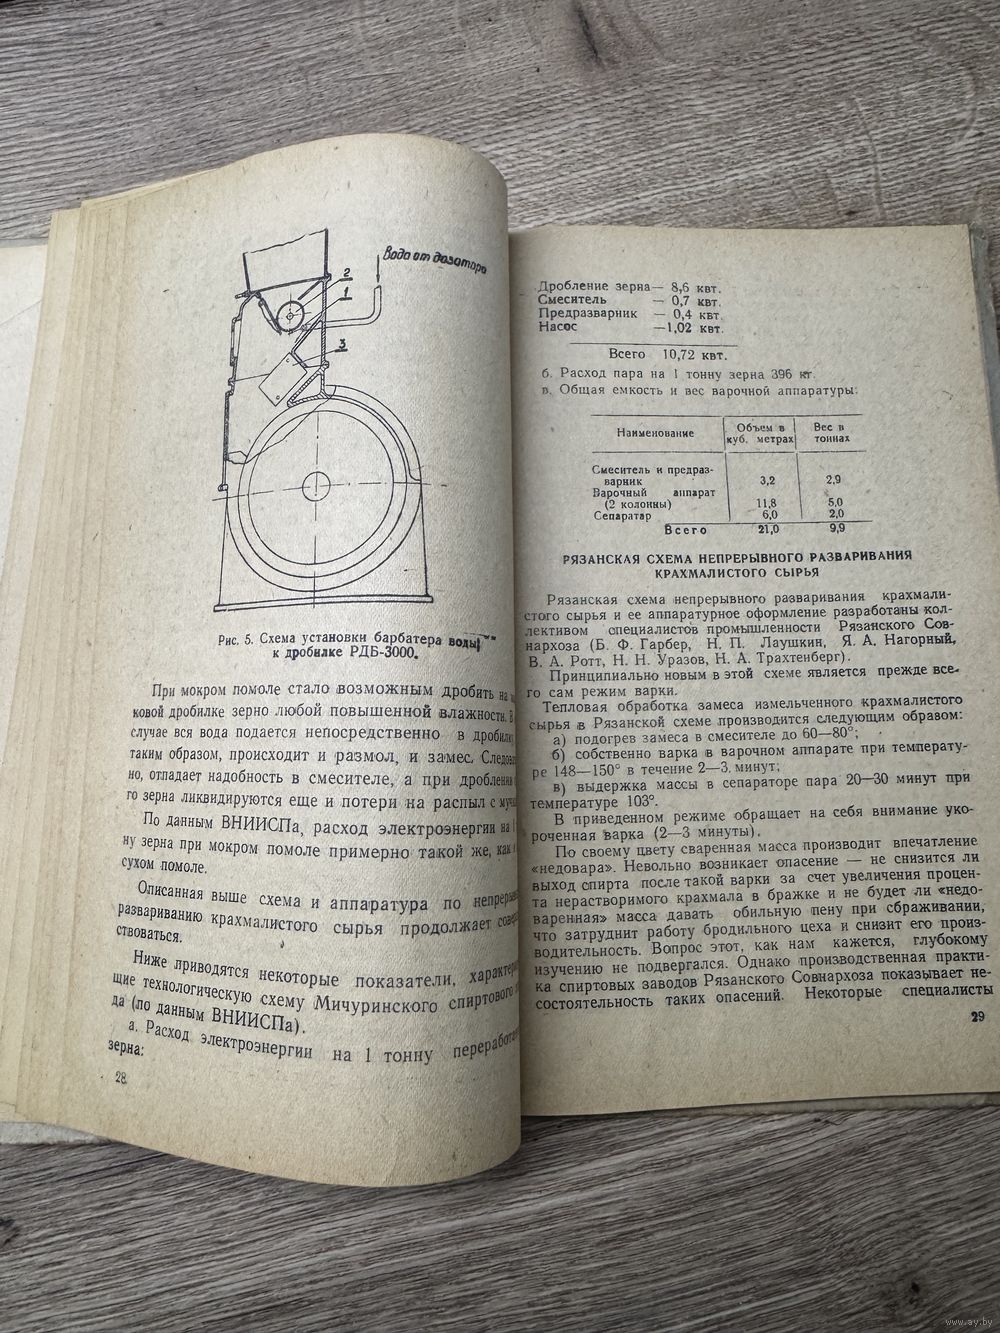 Вода от дозатора
2
1
3
Рис. 5. Схема установки барбатера воды
к дробилке РДБ-3000.
При мокром помоле стало возможным дробить на
ковой дробилке зерно любой повышенной влажности. В
случае вся вода подается непосредственно в дробилку,
таким образом, происходит и размол, и замес. Следова
но, отпадает надобность в смесителе, а при дроблении
го зерна ликвидируются еще и потери на распыл с мучк
По данным ВНИИСПа, расход электроэнергии на 1
ну зерна при мокром помоле примерно такой же, как
сухом помоле.
Описанная выше схема и аппаратура по непрерывн
развариванию крахмалистого сырья продолжает совер
ствоваться.
Ниже приводятся некоторые показатели, характери
щие технологическую схему Мичуринского спиртового
да (по данным ВНИИСПа).
а. Расход электроэнергии на 1 тонну переработан
зерна:
28
Дробление зерна— 8,6 квт.
Смеситель — 0,7 квт.
Предразварник — 0,4 квт.
Насос —1,02 квт.
Всего 10,72 квт.
б. Расход пара на 1 тонну зерна 396 кг.
в. Общая емкость и вес варочной аппаратуры:
Наименование Объем в куб. метрах Вес в тоннах
Смеситель и предраз-
варник 3,2 2,9
Варочный аппарат
(2 колонны) 11,8 5,0
Сепаратар 6,0 2,0
Всего 21,0 9,9
РЯЗАНСКАЯ СХЕМА НЕПРЕРЫВНОГО РАЗВАРИВАНИЯ
КРАХМАЛИСТОГО СЫРЬЯ
Рязанская схема непрерывного разваривания крахмали-
стого сырья и ее аппаратурное оформление разработаны кол-
лективом специалистов промышленности Рязанского Сов-
нархоза (Б. Ф. Гарбер, Н. П. Лаушкин, Я. А. Нагорный,
В. А. Ротт, Н. Н. Уразов, Н. А. Трахтенберг).
Принципиально новым в этой схеме является прежде все-
го сам режим варки.
Тепловая обработка замеса измельченного крахмалистого
сырья в Рязанской схеме производится следующим образом:
а) подогрев замеса в смесителе до 60—80°;
б) собственно варка в варочном аппарате при температу-
ре 148—150° в течение 2—3 минут;
в) выдержка массы в сепараторе пара 20—30 минут при
температуре 103°.
В приведенном режиме обращает на себя внимание уко-
роченная варка (2—3 минуты).
По своему цвету сваренная масса производит впечатление
«недовара». Невольно возникает опасение — не снизится ли
выход спирта после такой варки за счет увеличения процен-
та нерастворимого крахмала в бражке и не будет ли «недо-
варенная» масса давать обильную пену при сбраживании,
что затруднит работу бродильного цеха и снизит его произ-
водительность. Вопрос этот, как нам кажется, глубокому
изучению не подвергался. Однако производственная практи-
ка спиртовых заводов Рязанского Совнархоза показывает не-
состоятельность таких опасений. Некоторые специалисты
29
www.ay.by